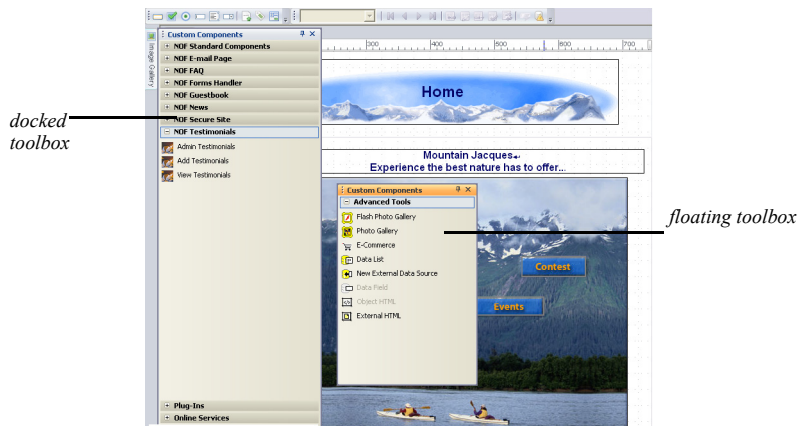 Custom Components
NOF Standard Components
NOF E-mail Page
NOF FAQ
NOF Forms Handler
NOF Guestbook
NOF News
NOF Secure Site
NOF Testimonials
Admin Testimonials
Add Testimonials
View Testimonials
Plug-Ins
Online Services
Image Gallery
docked
toolbox
300 400 500 600 700
Home
Mountain Jacques
Experience the best nature has to offer...
Custom Components
Advanced Tools
Flash Photo Gallery
Photo Gallery
E-Commerce
Data List
New External Data Source
Data Field
Object HTML
External HTML
Contest
Events
floating toolbox